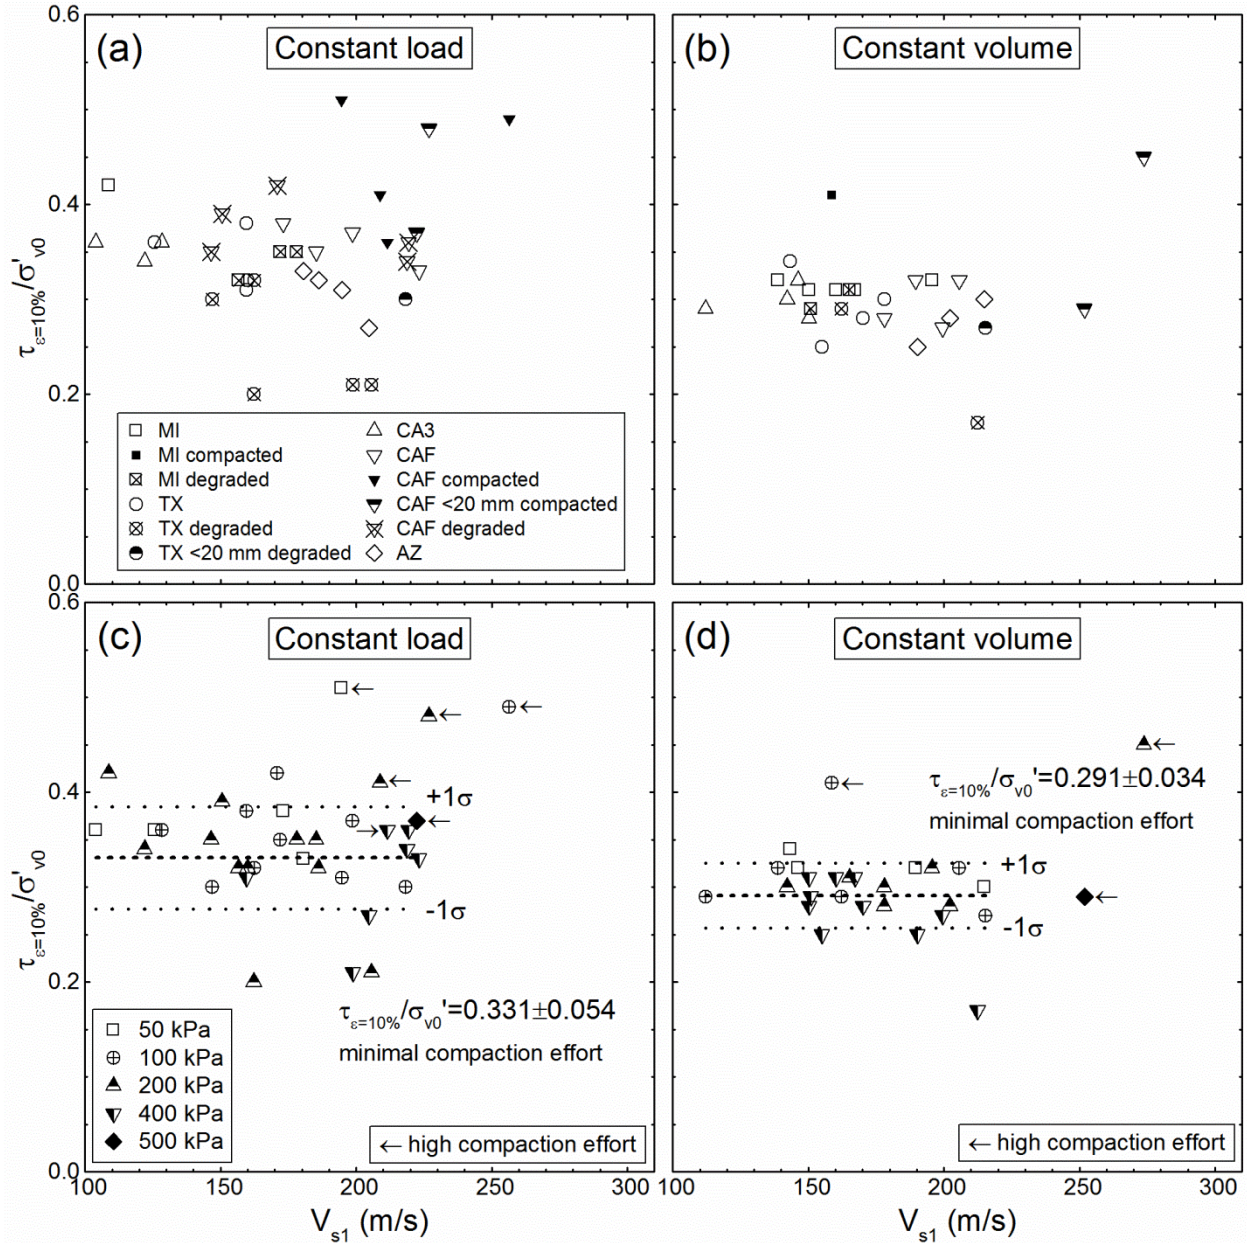 (a) Constant load
(b) Constant volume
0.6
0.4
0.2
0.0
τε=10%/σ'v0
MI
MI compacted
MI degraded
TX
TX degraded
TX <20 mm degraded
CA3
CAF
CAF compacted
CAF <20 mm compacted
CAF degraded
AZ
(c) Constant load
(d) Constant volume
0.6
0.4
0.2
0.0
τε=10%/σ'v0
+1σ
-1σ
τε=10%/σv0'=0.331±0.054
minimal compaction effort
50 kPa
100 kPa
200 kPa
400 kPa
500 kPa
← high compaction effort
τε=10%/σv0'=0.291±0.034
minimal compaction effort
+1σ
-1σ
← high compaction effort
100 150 200 250 300
100 150 200 250 300
Vs1 (m/s)
Vs1 (m/s)